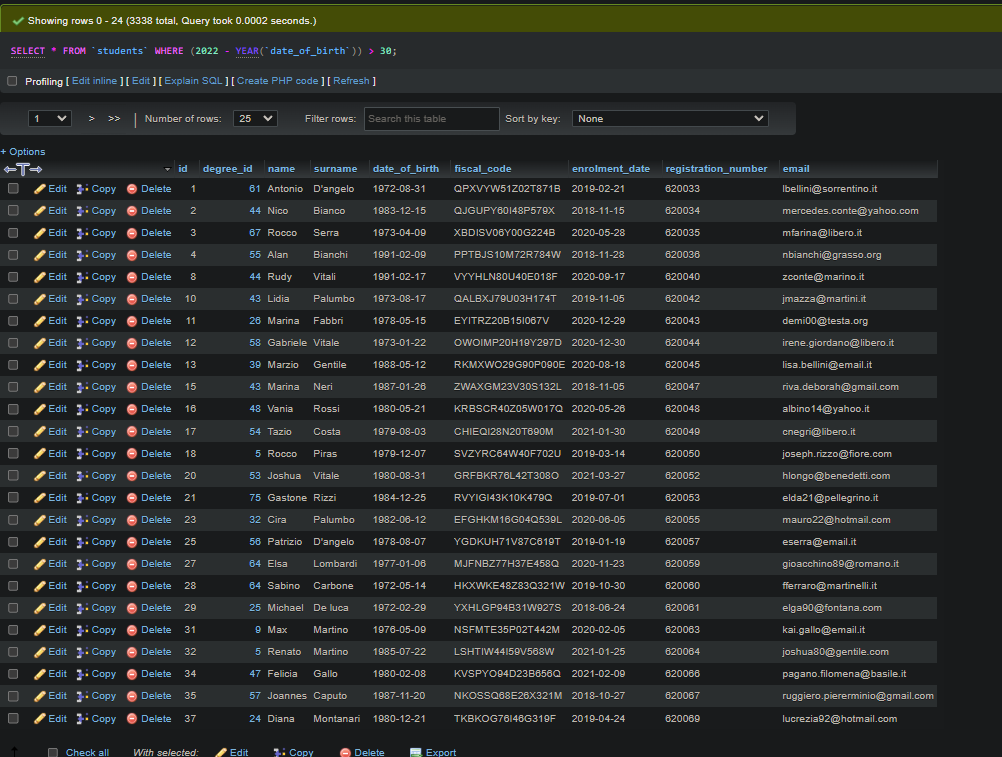 Showing rows 0 - 24 (3338 total, Query took 0.0002 seconds.)
SELECT * FROM `students` WHERE (2022 - YEAR(`date_of_birth`)) > 30;
Profiling [ Edit inline ] [ Edit ] [ Explain SQL ] [ Create PHP code ] [ Refresh ]
1 > >> | Number of rows: 25 Filter rows: Search this table Sort by key: None
+ Options
id degree_id name surname date_of_birth fiscal_code enrolment_date registration_number email
Edit Copy Delete 1 61 Antonio D'angelo 1972-08-31 QPXVYW51Z02T871B 2019-02-21 620033 lbellini@sorrentino.it
Edit Copy Delete 2 44 Nico Bianco 1983-12-15 QJGUPY60I48P579X 2018-11-15 620034 mercedes.conte@yahoo.com
Edit Copy Delete 3 67 Rocco Serra 1973-04-09 XBDISV06Y00G224B 2020-05-28 620035 mfarina@libero.it
Edit Copy Delete 4 55 Alan Bianchi 1991-02-09 PPTBJS10M72R784W 2018-11-28 620036 nbianchi@grasso.org
Edit Copy Delete 8 44 Rudy Vitali 1991-02-17 VYYHLN80U40E018F 2020-09-17 620040 zconte@marino.it
Edit Copy Delete 10 43 Lidia Palumbo 1973-08-17 QALBXJ79U03H174T 2019-11-05 620042 jmazza@martini.it
Edit Copy Delete 11 26 Marina Fabbri 1978-05-15 EYITRZ20B15I067V 2020-12-29 620043 demi00@testa.org
Edit Copy Delete 12 58 Gabriele Vitale 1973-01-22 OWOIMP20H19Y297D 2020-12-30 620044 irene.giordano@libero.it
Edit Copy Delete 13 39 Marzio Gentile 1988-05-12 RKMXWO29G90P090E 2020-08-18 620045 lisa.bellini@email.it
Edit Copy Delete 15 43 Marina Neri 1987-01-26 ZWAXGM23V30S132L 2018-11-05 620047 riva.deborah@gmail.com
Edit Copy Delete 16 48 Vania Rossi 1980-05-21 KRBSCR40Z05W017Q 2020-05-26 620048 albino14@yahoo.it
Edit Copy Delete 17 54 Tazio Costa 1979-08-03 CHIEQI28N20T690M 2021-01-30 620049 cnegri@libero.it
Edit Copy Delete 18 5 Rocco Piras 1979-12-07 SVZYRC64W40F702U 2019-03-14 620050 joseph.rizzo@fiore.com
Edit Copy Delete 20 53 Joshua Vitale 1980-08-31 GRFBKR76L42T308O 2021-03-27 620052 hlongo@benedetti.com
Edit Copy Delete 21 75 Gastone Rizzi 1984-12-25 RVYIGI43K10K479Q 2019-07-01 620053 elda21@pellegrino.it
Edit Copy Delete 23 32 Cira Palumbo 1982-06-12 EFGHKM16G04Q539L 2020-06-05 620055 mauro22@hotmail.com
Edit Copy Delete 25 56 Patrizio D'angelo 1978-08-07 YGDKUH71V87C619T 2019-01-19 620057 eserra@email.it
Edit Copy Delete 27 64 Elsa Lombardi 1977-01-06 MJFNBZ77H37E458Q 2020-11-23 620059 gioacchino89@romano.it
Edit Copy Delete 28 64 Sabino Carbone 1972-05-14 HKXWKE48Z83Q321W 2019-10-30 620060 fferraro@martinelli.it
Edit Copy Delete 29 25 Michael De luca 1972-02-29 YXHLGP94B31W927S 2018-06-24 620061 elga90@fontana.com
Edit Copy Delete 31 9 Max Martino 1976-05-09 NSFMTE35P02T442M 2020-02-05 620063 kai.gallo@email.it
Edit Copy Delete 32 5 Renato Martino 1985-07-22 LSHTIW44I59V568W 2021-01-25 620064 joshua80@gentile.com
Edit Copy Delete 34 47 Felicia Gallo 1980-02-08 KVSPYO94D23B656Q 2021-02-09 620066 pagano.filomena@basile.it
Edit Copy Delete 35 57 Joannes Caputo 1987-11-20 NKOSSQ68E26X321M 2018-10-27 620067 ruggiero.piererminio@gmail.com
Edit Copy Delete 37 24 Diana Montanari 1980-12-21 TKBKOG76I46G319F 2019-04-24 620069 lucrezia92@hotmail.com
Check all With selected: Edit Copy Delete Export